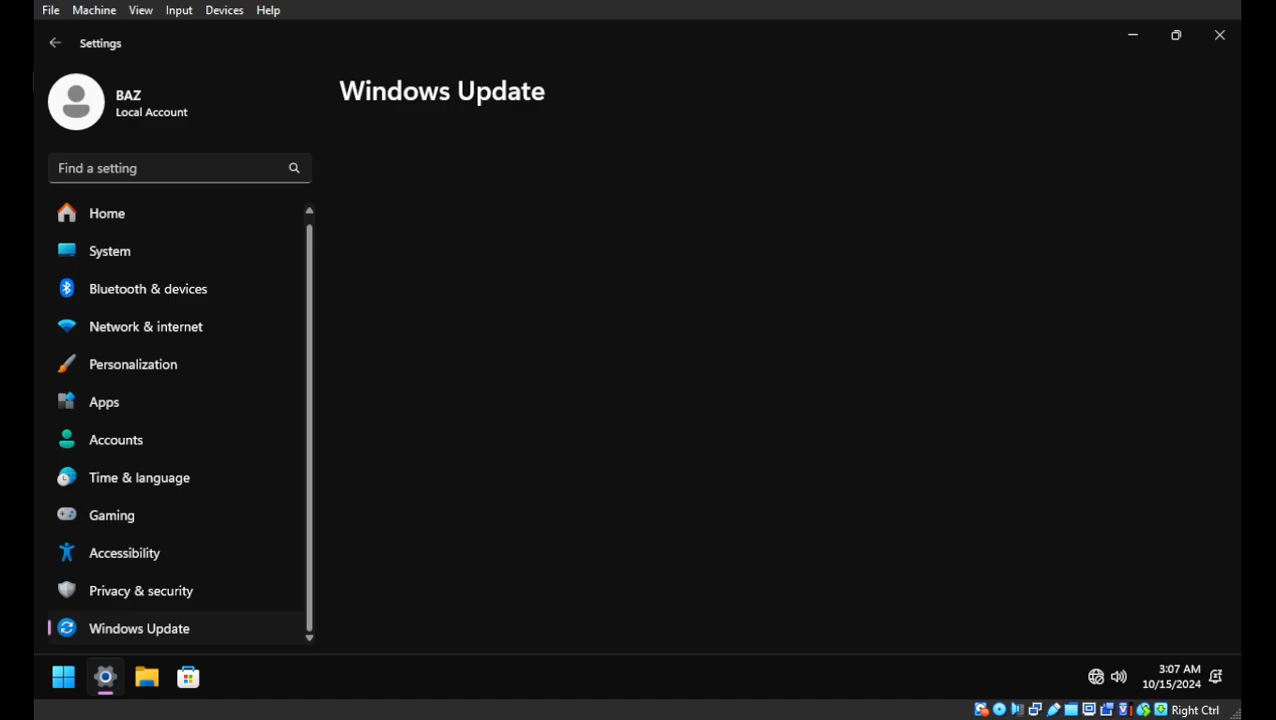 File Machine View Input Devices Help
Settings
BAZ
Local Account
Windows Update
Find a setting
Home
System
Bluetooth & devices
Network & internet
Personalization
Apps
Accounts
Time & language
Gaming
Accessibility
Privacy & security
Windows Update
3:07 AM
10/15/2024
Right Ctrl